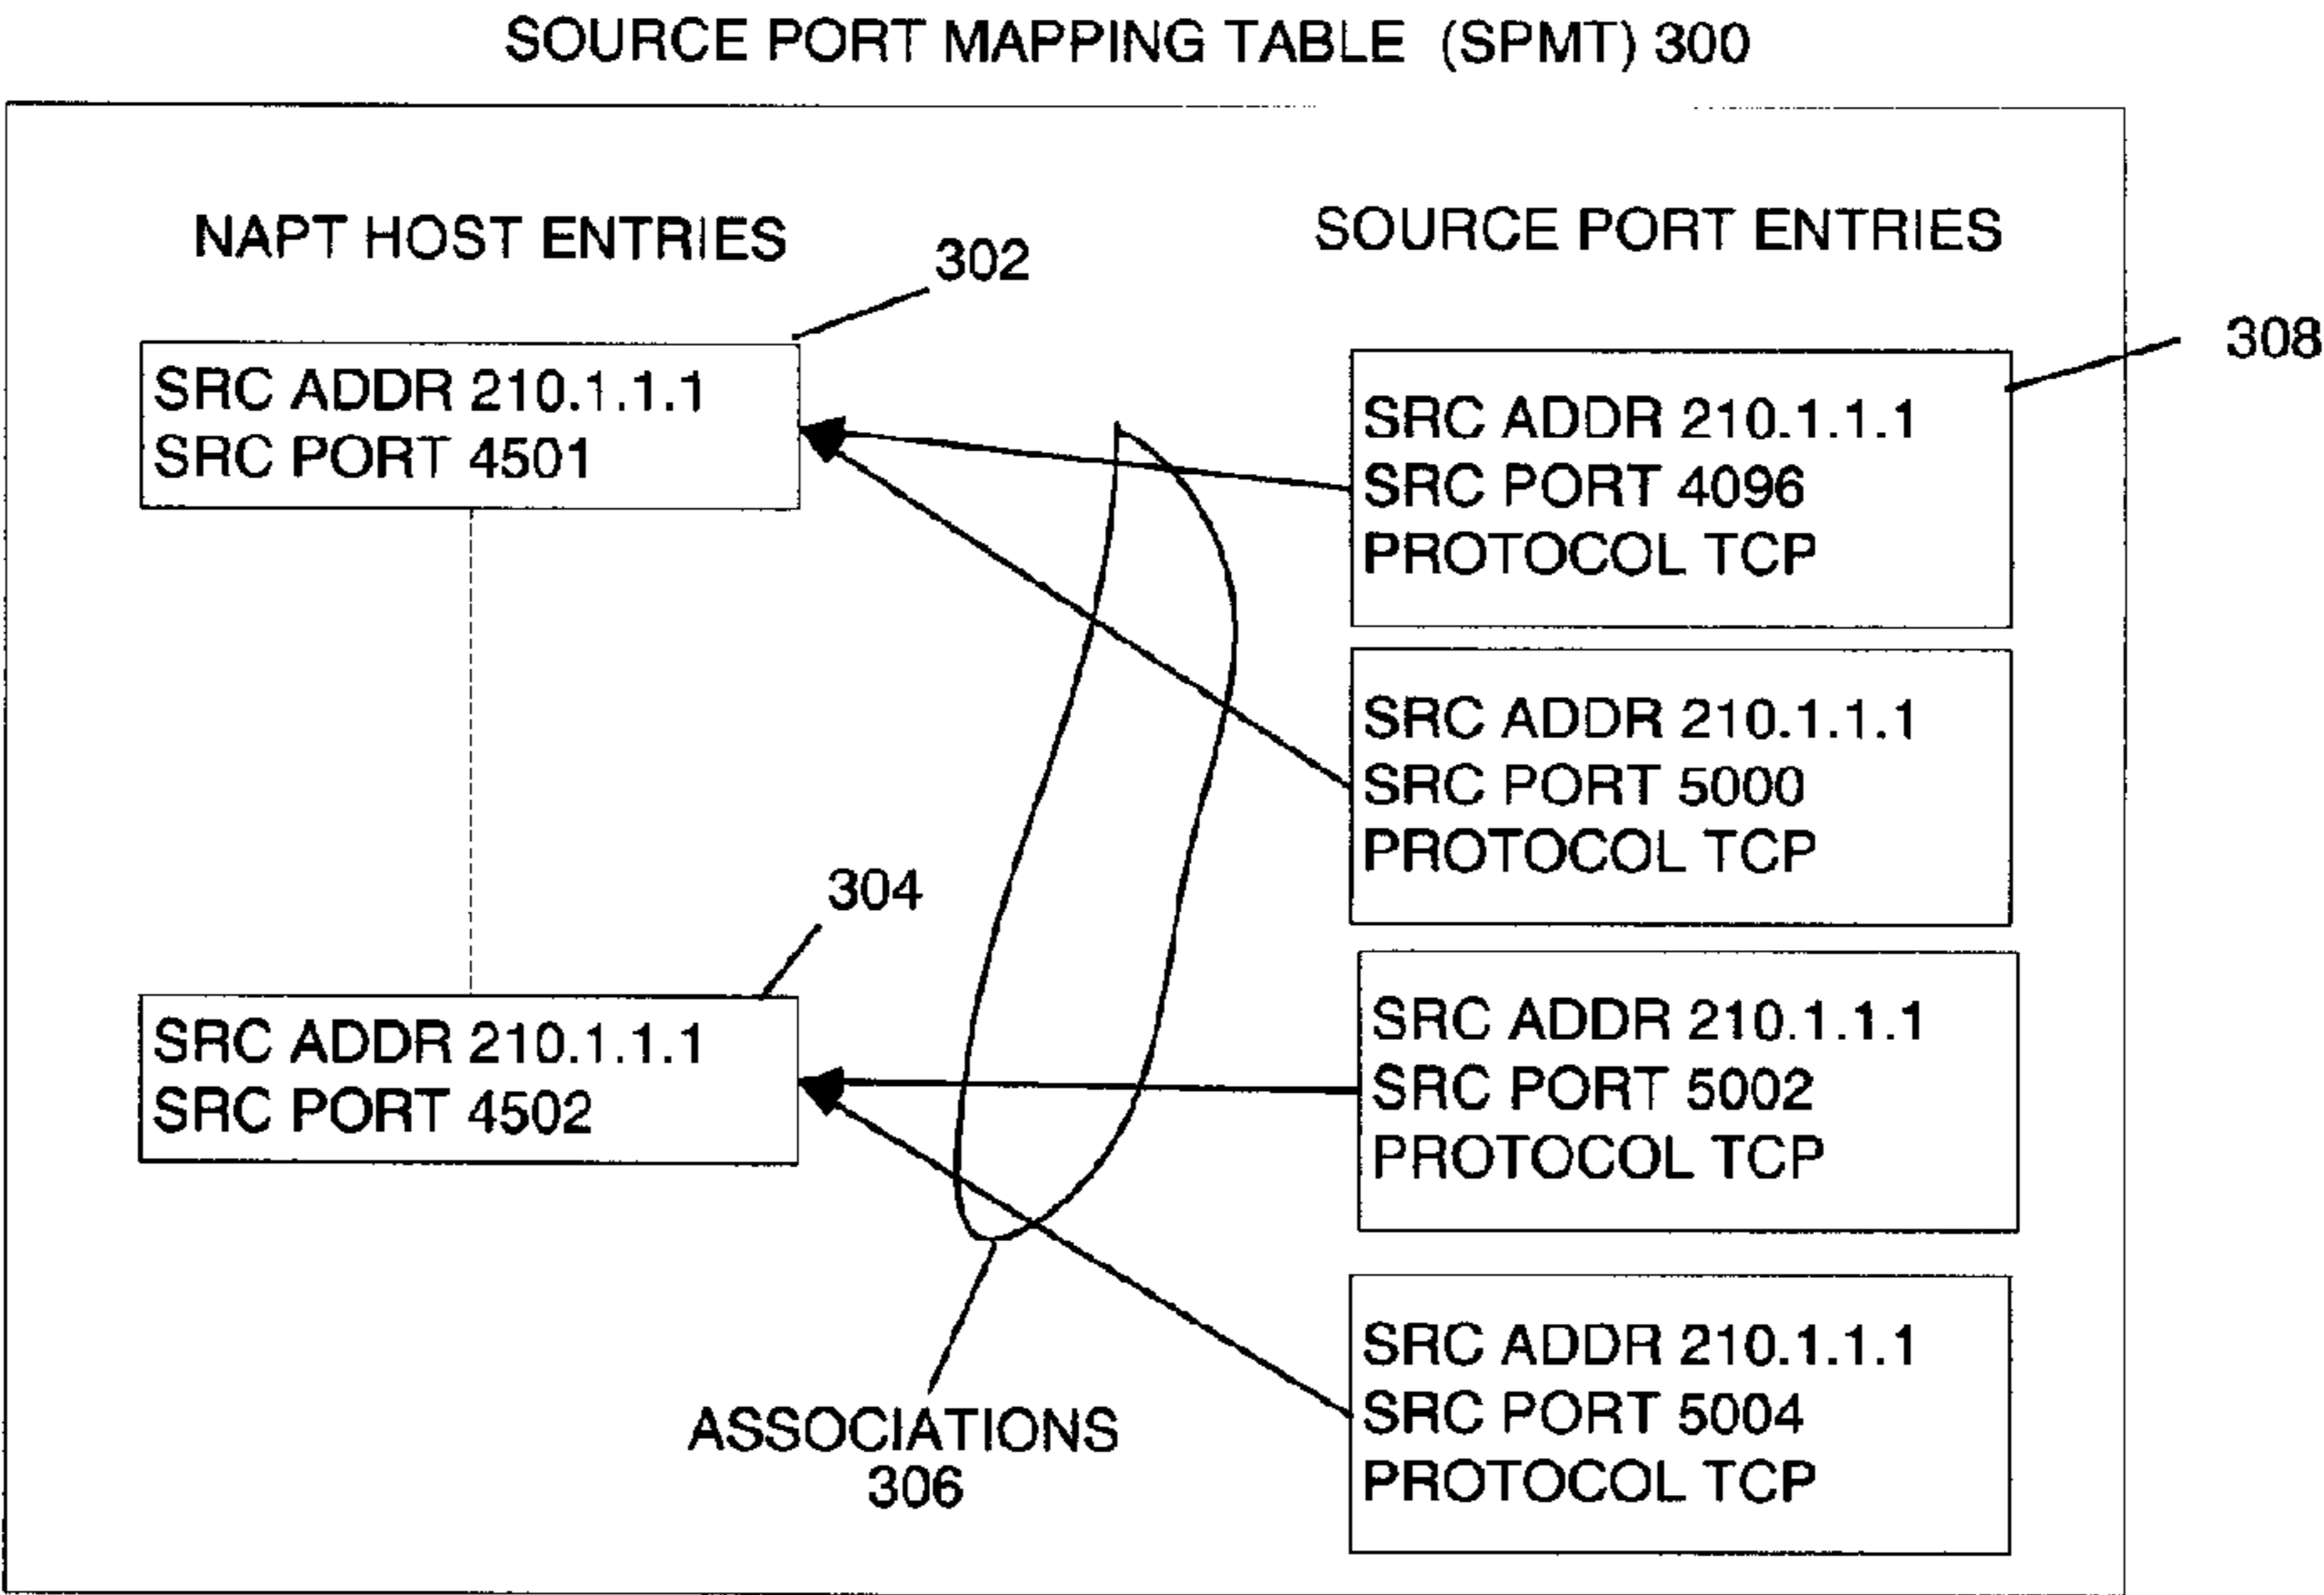 SOURCE PORT MAPPING TABLE (SPMT) 300
NAPT HOST ENTRIES
302
SRC ADDR 210.1.1.1
SRC PORT 4501
304
SRC ADDR 210.1.1.1
SRC PORT 4502
ASSOCIATIONS
306
SOURCE PORT ENTRIES
308
SRC ADDR 210.1.1.1
SRC PORT 4096
PROTOCOL TCP
SRC ADDR 210.1.1.1
SRC PORT 5000
PROTOCOL TCP
SRC ADDR 210.1.1.1
SRC PORT 5002
PROTOCOL TCP
SRC ADDR 210.1.1.1
SRC PORT 5004
PROTOCOL TCP